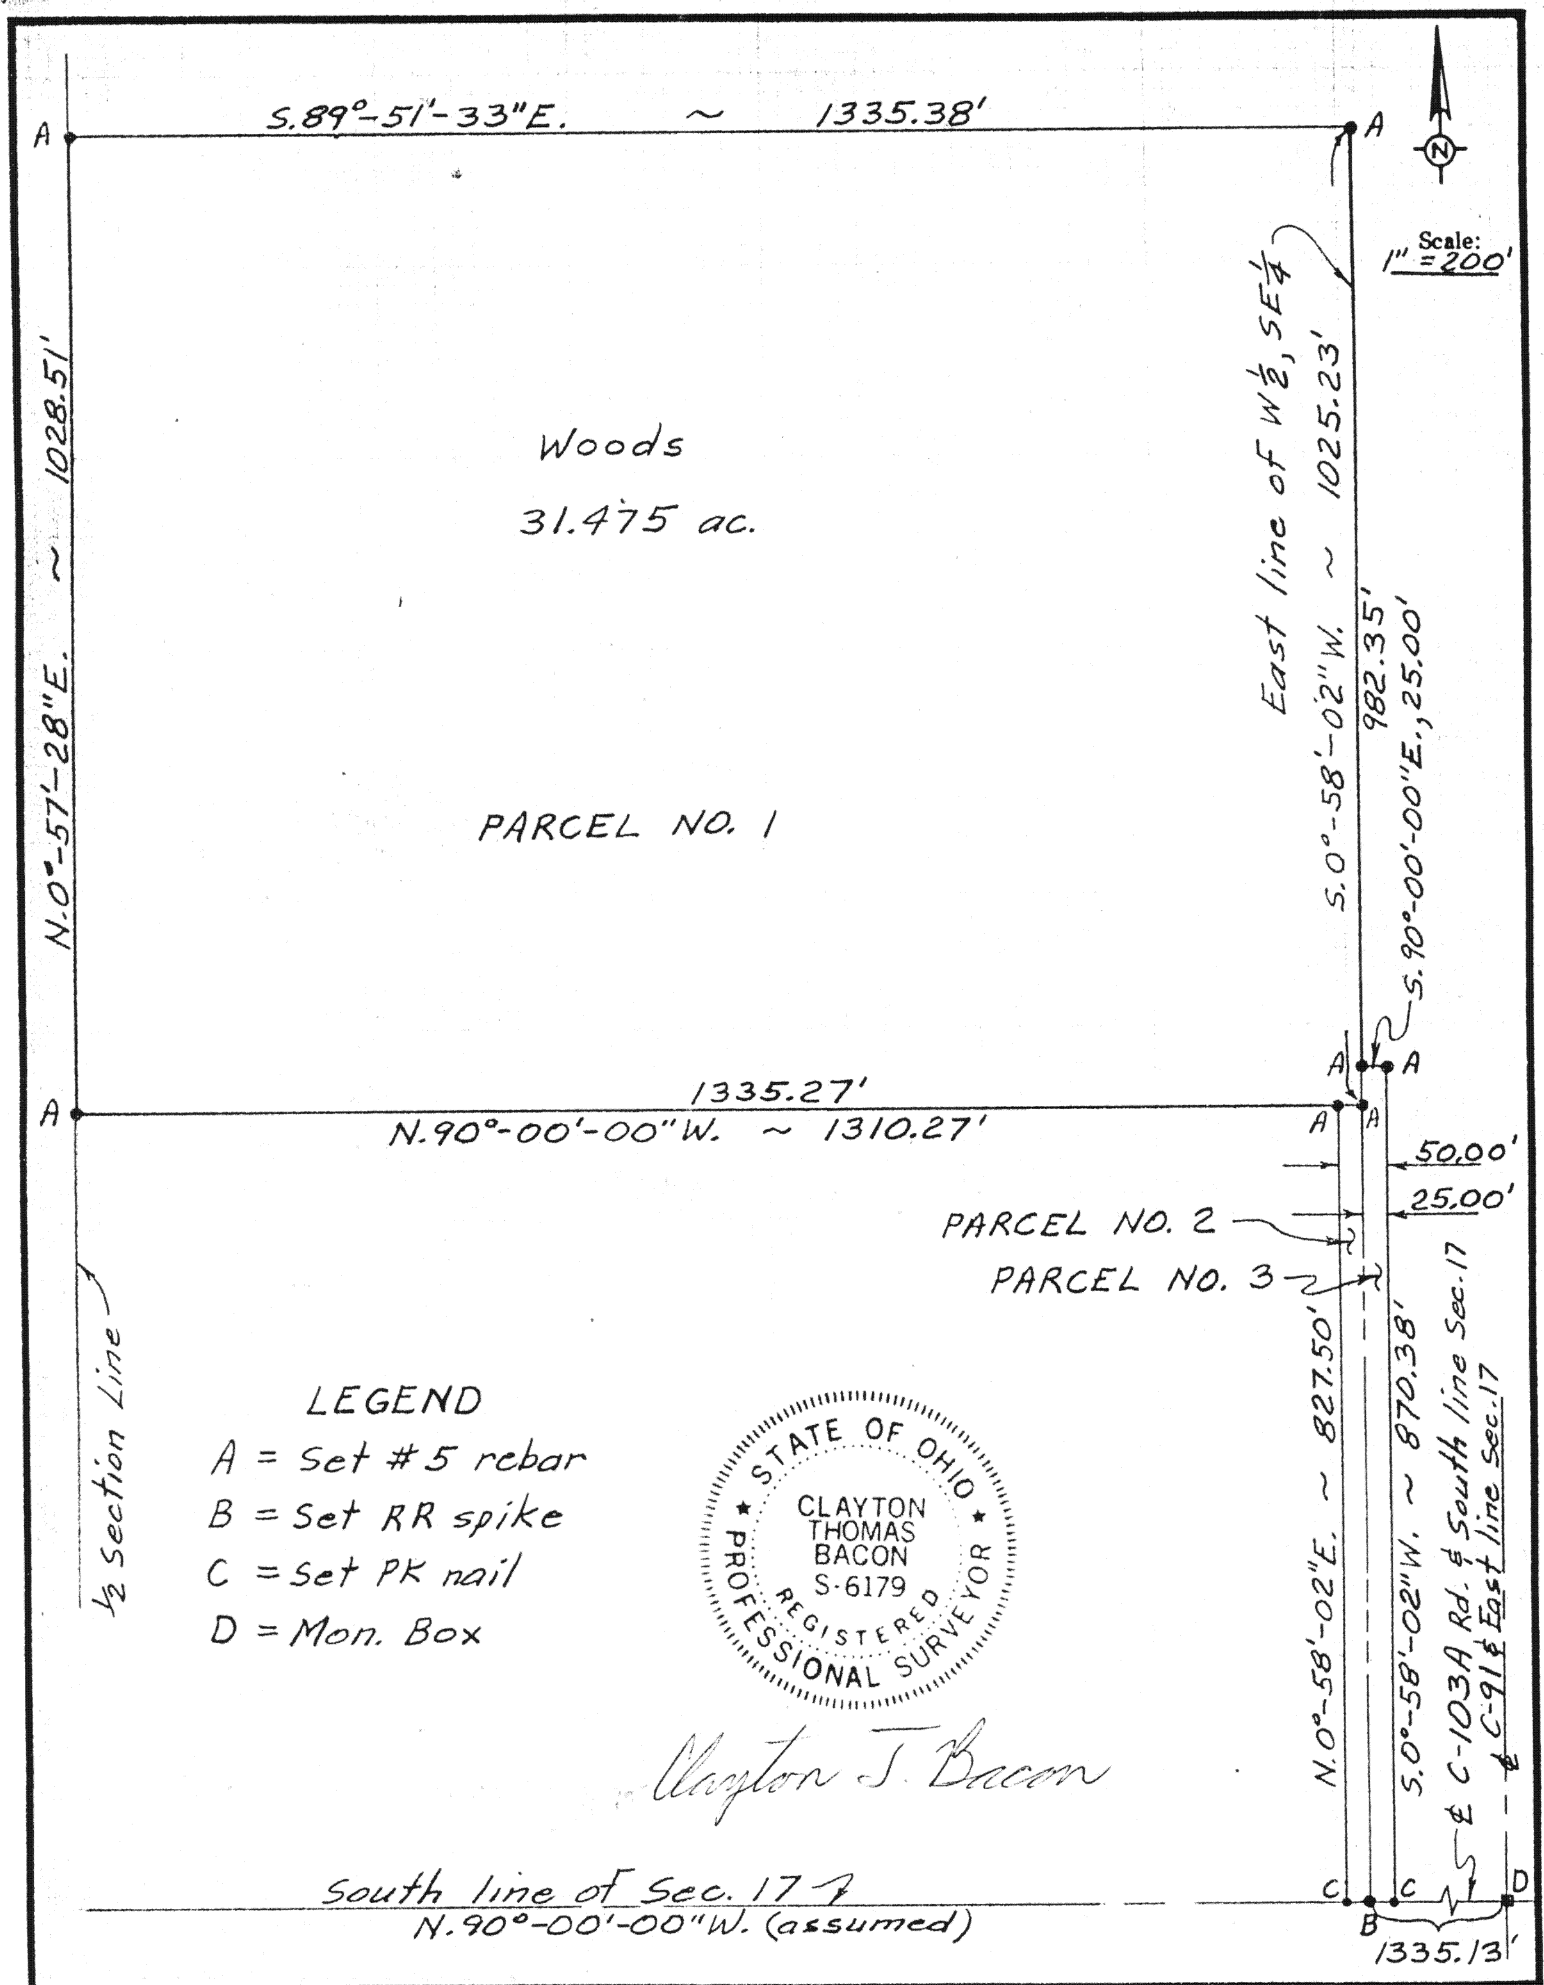 S.89°-51'-33"E. ~ 1335.38'
A
A
N
Scale:
1" = 200'
N.0°-57'-28"E. ~ 1028.51'
Woods
31.475 ac.
PARCEL NO. 1
East line of W½, SE¼
S.0°-58'-02"W. ~ 1025.23'
982.35'
S.90°-00'-00"E., 25.00'
A
A
A
1335.27'
N.90°-00'-00"W. ~ 1310.27'
A
A
50.00'
25.00'
PARCEL NO. 2
PARCEL NO. 3
½ Section Line
LEGEND
A = Set #5 rebar
B = Set RR spike
C = Set PK nail
D = Mon. Box
STATE OF OHIO
CLAYTON
THOMAS
BACON
S-6179
REGISTERED
PROFESSIONAL SURVEYOR
Clayton T. Bacon
N.0°-58'-02"E. ~ 827.50'
S.0°-58'-02"W. ~ 870.38'
℄ C-103A Rd. & South line Sec. 17
℄ C-91 & East line Sec. 17
South line of Sec. 17
N.90°-00'-00"W. (assumed)
C
B
C
D
1335.13'